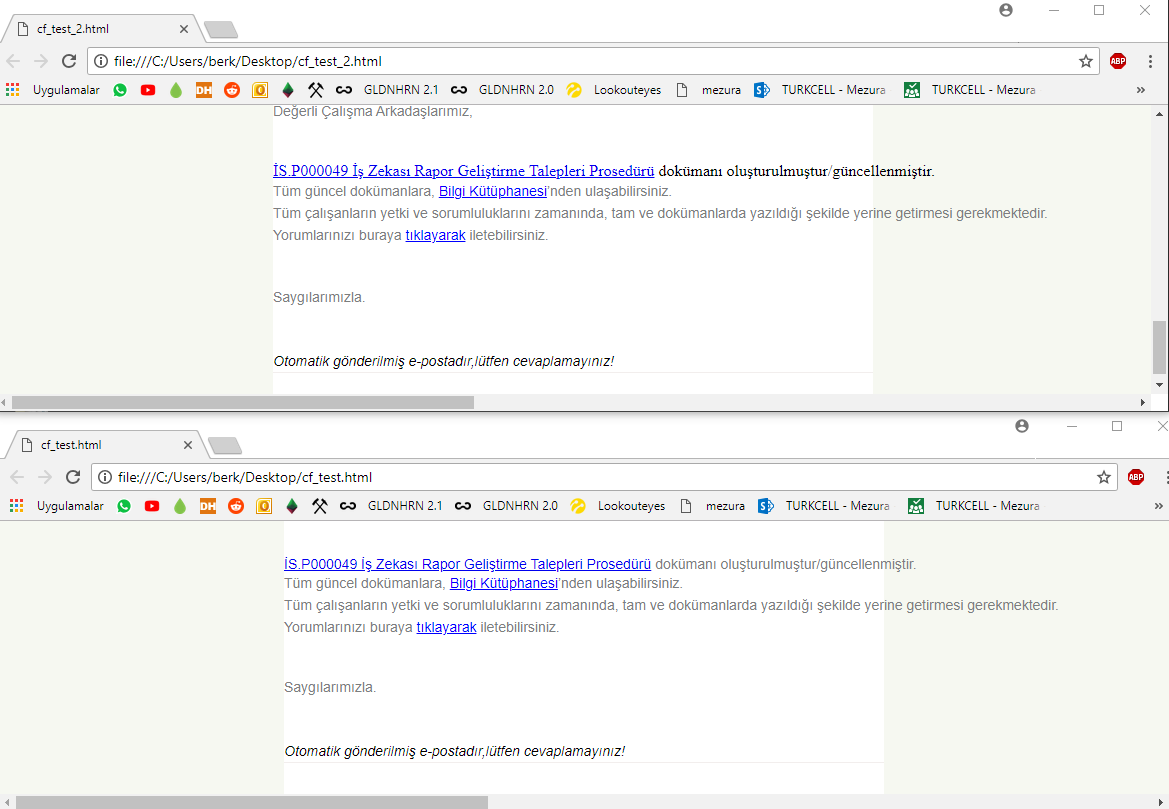 cf_test_2.html
file:///C:/Users/berk/Desktop/cf_test_2.html
ABP
Uygulamalar DH GLDNHRN 2.1 GLDNHRN 2.0 Lookouteyes mezura S TURKCELL - Mezura TURKCELL - Mezura »
Değerli Çalışma Arkadaşlarımız,
İS.P000049 İş Zekası Rapor Geliştirme Talepleri Prosedürü dokümanı oluşturulmuştur/güncellenmiştir.
Tüm güncel dokümanlara, Bilgi Kütüphanesi'nden ulaşabilirsiniz.
Tüm çalışanların yetki ve sorumluluklarını zamanında, tam ve dokümanlarda yazıldığı şekilde yerine getirmesi gerekmektedir.
Yorumlarınızı buraya tıklayarak iletebilirsiniz.
Saygılarımızla.
Otomatik gönderilmiş e-postadır,lütfen cevaplamayınız!
cf_test.html
file:///C:/Users/berk/Desktop/cf_test.html
ABP
Uygulamalar DH GLDNHRN 2.1 GLDNHRN 2.0 Lookouteyes mezura S TURKCELL - Mezura TURKCELL - Mezura »
İS.P000049 İş Zekası Rapor Geliştirme Talepleri Prosedürü dokümanı oluşturulmuştur/güncellenmiştir.
Tüm güncel dokümanlara, Bilgi Kütüphanesi'nden ulaşabilirsiniz.
Tüm çalışanların yetki ve sorumluluklarını zamanında, tam ve dokümanlarda yazıldığı şekilde yerine getirmesi gerekmektedir.
Yorumlarınızı buraya tıklayarak iletebilirsiniz.
Saygılarımızla.
Otomatik gönderilmiş e-postadır,lütfen cevaplamayınız!